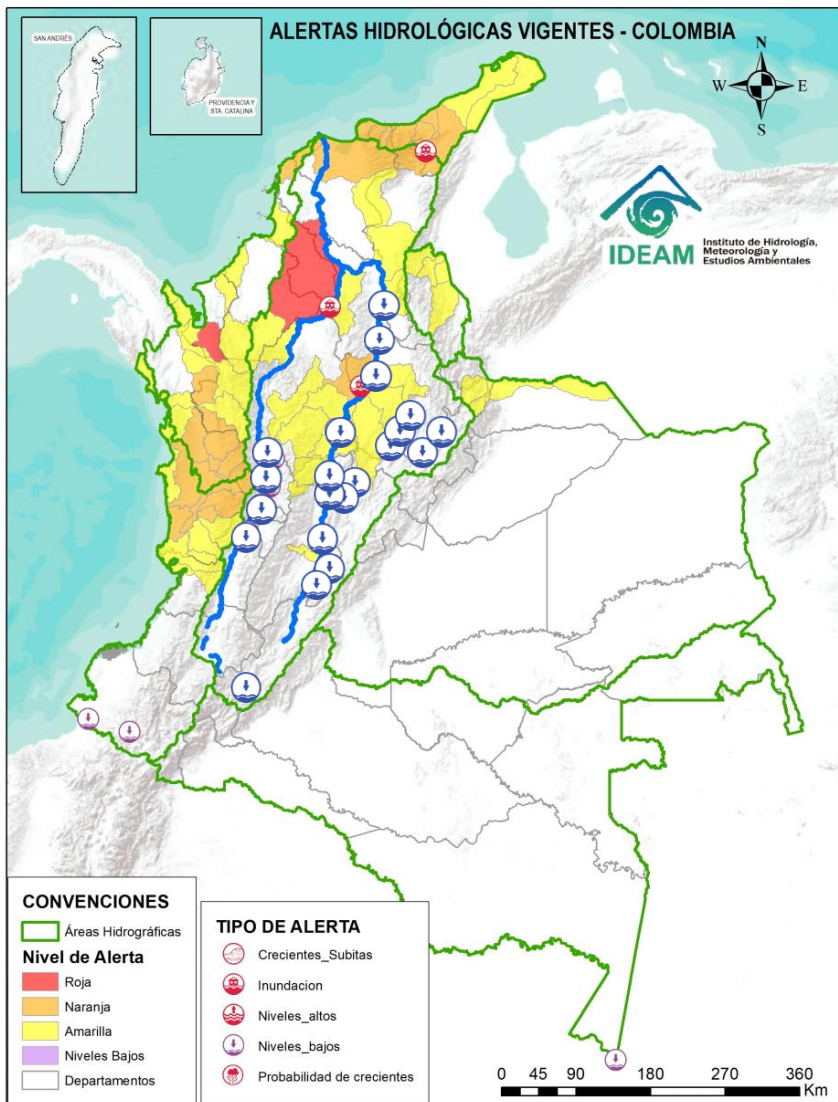 ALERTAS HIDROLÓGICAS VIGENTES - COLOMBIA
SAN ANDRÉS
PROVIDENCIA Y
STA. CATALINA
N
W
E
S
IDEAM
Instituto de Hidrología,
Meteorología y
Estudios Ambientales
CONVENCIONES
Áreas Hidrográficas
Nivel de Alerta
Roja
Naranja
Amarilla
Niveles Bajos
Departamentos
TIPO DE ALERTA
Crecientes_Subitas
Inundacion
Niveles_altos
Niveles_bajos
Probabilidad de crecientes
0 45 90 180 270 360
Km